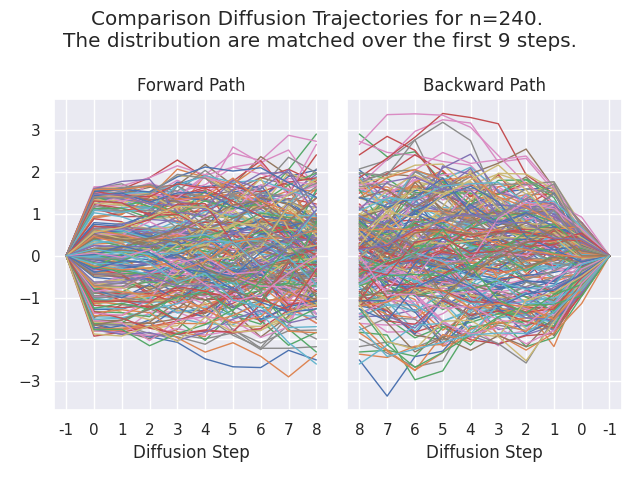 Comparison Diffusion Trajectories for n=240.
The distribution are matched over the first 9 steps.
Forward Path
Backward Path
3
2
1
0
−1
−2
−3
-1 0 1 2 3 4 5 6 7 8
8 7 6 5 4 3 2 1 0 -1
Diffusion Step
Diffusion Step